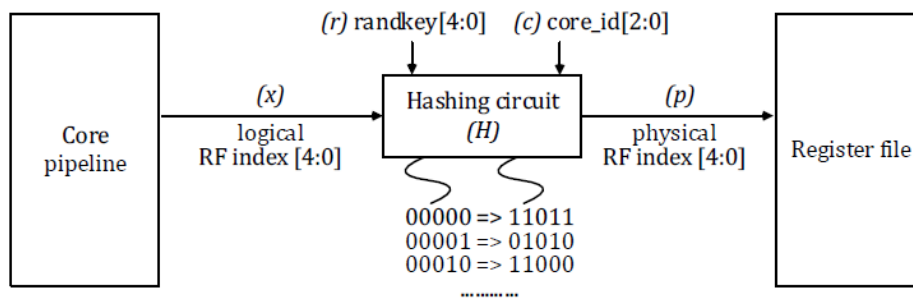 (r) randkey[4:0]
(c) core_id[2:0]
Core
pipeline
(x)
logical
RF index [4:0]
Hashing circuit
(H)
(p)
physical
RF index [4:0]
Register file
00000 => 11011
00001 => 01010
00010 => 11000
..........